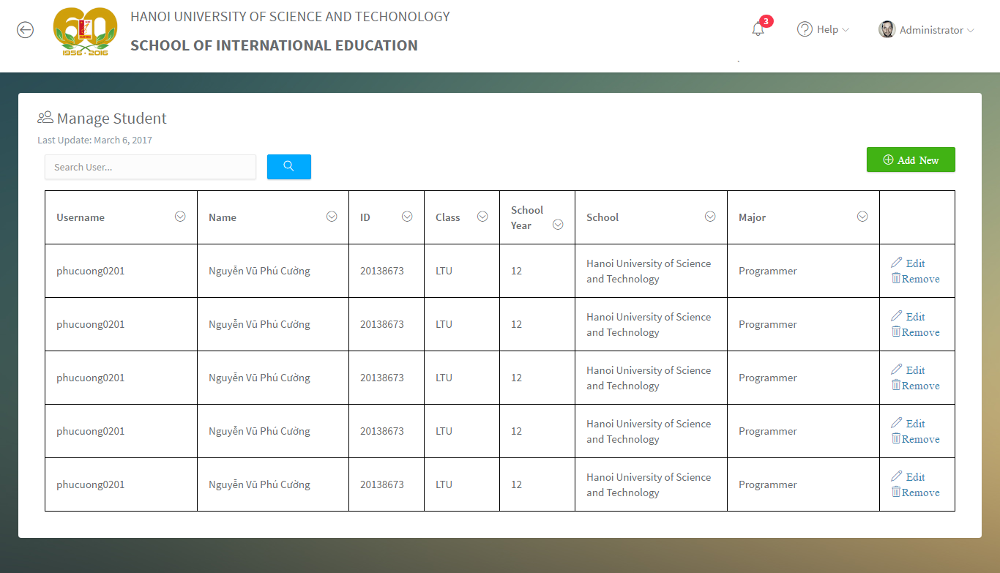 HANOI UNIVERSITY OF SCIENCE AND TECHONOLOGY
SCHOOL OF INTERNATIONAL EDUCATION
1956 - 2016
3
Help
Administrator
Manage Student
Last Update: March 6, 2017
Search User...
Add New
Username Name ID Class School Year School Major
phucuong0201 Nguyễn Vũ Phú Cường 20138673 LTU 12 Hanoi University of Science and Technology Programmer Edit Remove
phucuong0201 Nguyễn Vũ Phú Cường 20138673 LTU 12 Hanoi University of Science and Technology Programmer Edit Remove
phucuong0201 Nguyễn Vũ Phú Cường 20138673 LTU 12 Hanoi University of Science and Technology Programmer Edit Remove
phucuong0201 Nguyễn Vũ Phú Cường 20138673 LTU 12 Hanoi University of Science and Technology Programmer Edit Remove
phucuong0201 Nguyễn Vũ Phú Cường 20138673 LTU 12 Hanoi University of Science and Technology Programmer Edit Remove